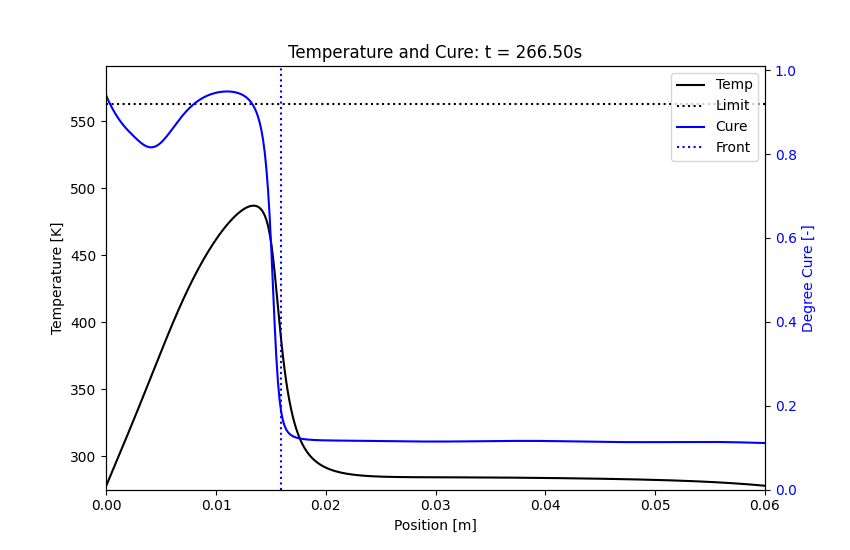 Temperature and Cure: t = 266.50s
Temp
Limit
Cure
Front
Temperature [K]
550
500
450
400
350
300
Degree Cure [-]
1.0
0.8
0.6
0.4
0.2
0.0
0.00 0.01 0.02 0.03 0.04 0.05 0.06
Position [m]